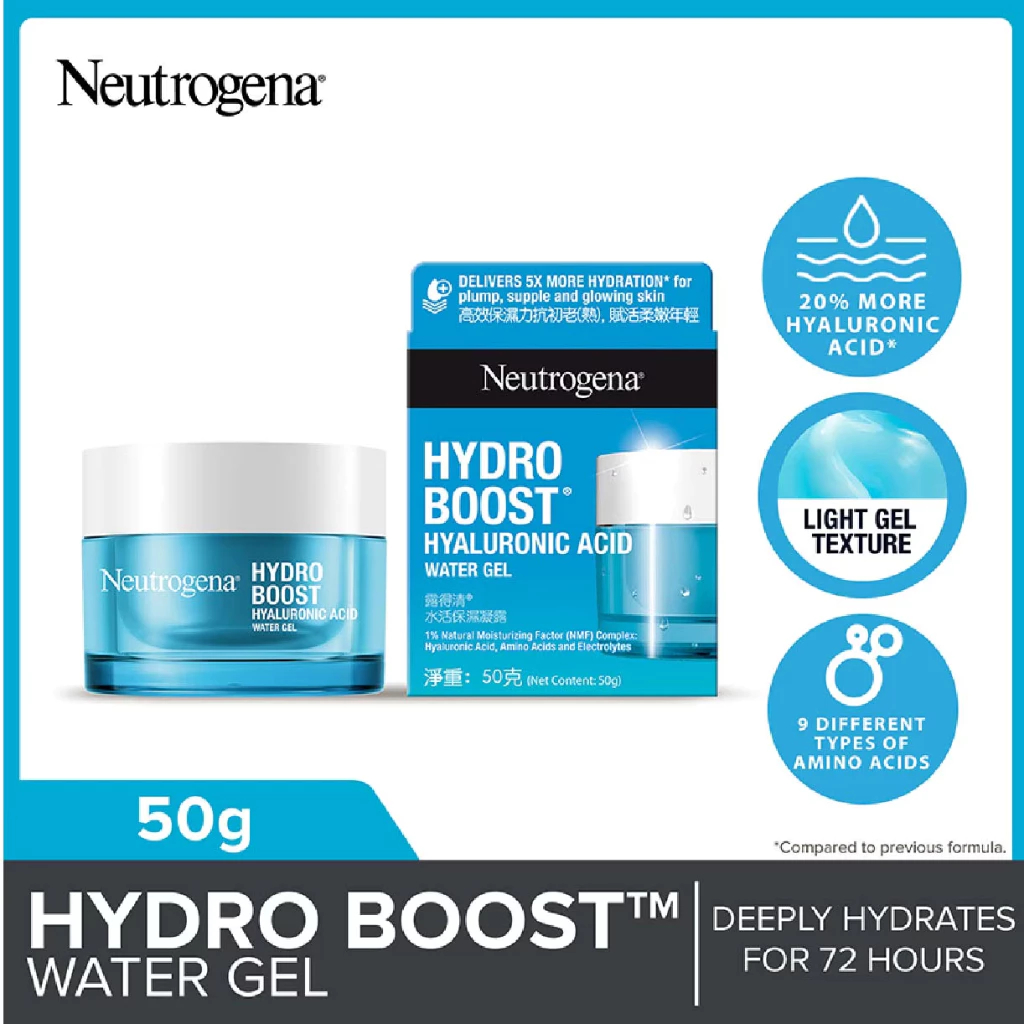 Neutrogena®
DELIVERS 5X MORE HYDRATION* for
plump, supple and glowing skin
高效保濕力抗初老(熟), 賦活柔嫩年輕
Neutrogena®
HYDRO
BOOST®
HYALURONIC ACID
WATER GEL
露得清®
水活保濕凝露
1% Natural Moisturizing Factor (NMF) Complex:
Hyaluronic Acid, Amino Acids and Electrolytes
淨重: 50克 (Net Content: 50g)
Neutrogena®
HYDRO
BOOST
HYALURONIC ACID
WATER GEL
20% MORE
HYALURONIC
ACID*
LIGHT GEL
TEXTURE
9 DIFFERENT
TYPES OF
AMINO ACIDS
*Compared to previous formula.
50g
HYDRO BOOST™
WATER GEL
DEEPLY HYDRATES
FOR 72 HOURS